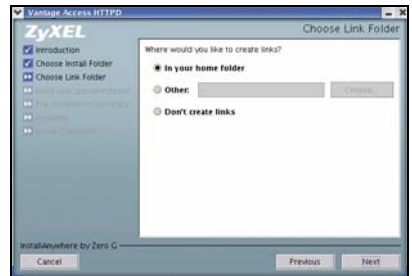 Vantage Access HTTPD
ZyXEL
Choose Link Folder
Introduction
Choose Install Folder
Choose Link Folder
Where would you like to create links?
In your home folder
Other:
Choose...
Don't create links
InstallAnywhere by Zero G
Cancel
Previous
Next